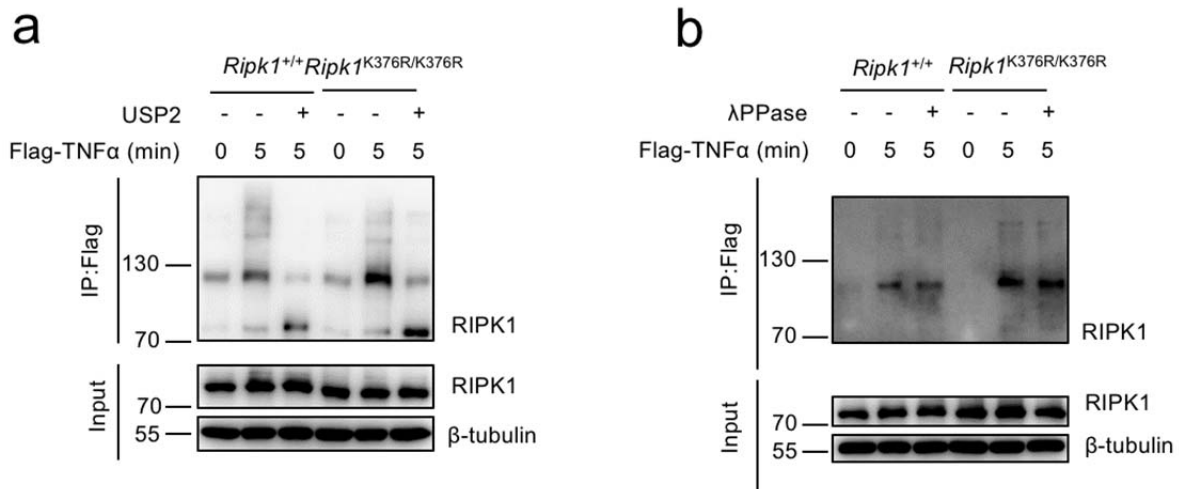 a
Ripk1+/+ Ripk1K376R/K376R
USP2 - - + - - +
Flag-TNFα (min) 0 5 5 0 5 5
IP:Flag
130
70
RIPK1
Input
RIPK1
70
55
β-tubulin
b
Ripk1+/+ Ripk1K376R/K376R
λPPase - - + - - +
Flag-TNFα (min) 0 5 5 0 5 5
IP:Flag
130
70
RIPK1
Input
RIPK1
70
55
β-tubulin